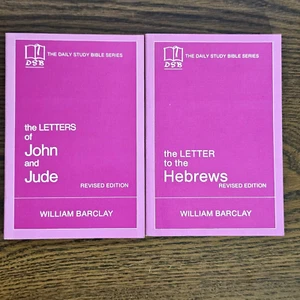 DSB
THE DAILY STUDY BIBLE SERIES
the LETTERS
of
John
and
Jude
REVISED EDITION
WILLIAM BARCLAY
DSB
THE DAILY STUDY BIBLE SERIES
the LETTER
to the
Hebrews
REVISED EDITION
WILLIAM BARCLAY